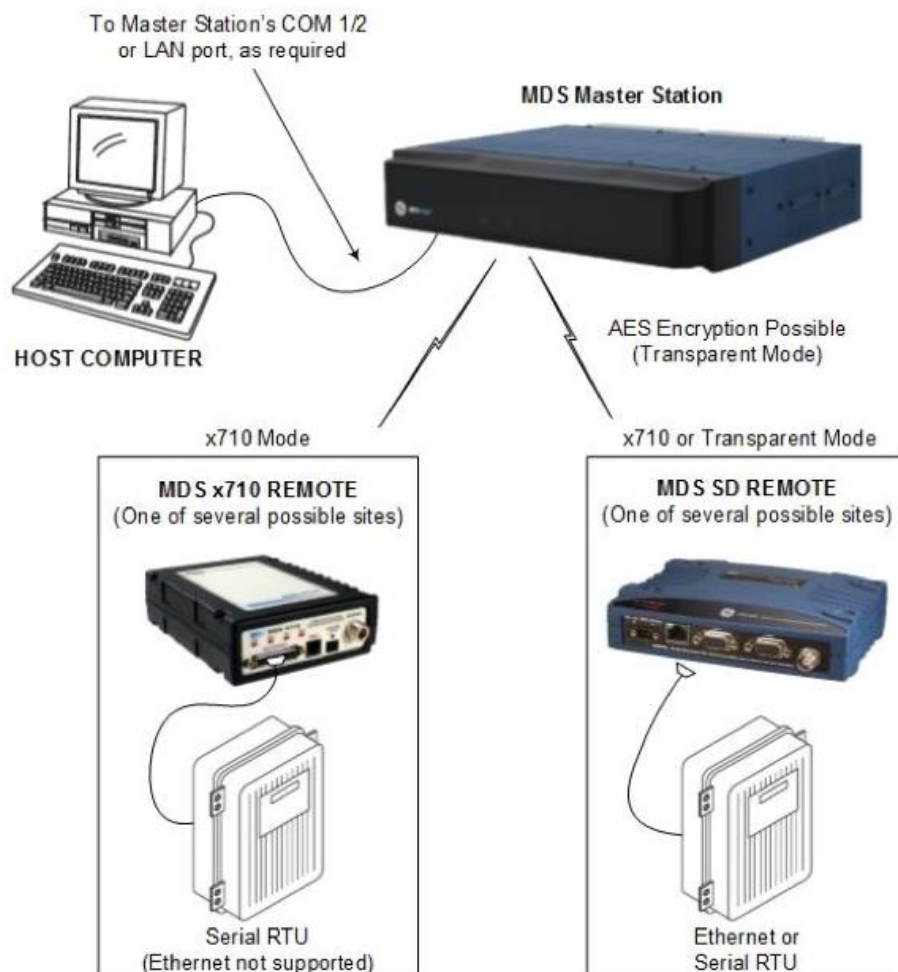 To Master Station's COM 1/2
or LAN port, as required
MDS Master Station
HOST COMPUTER
AES Encryption Possible
(Transparent Mode)
x710 Mode
MDS x710 REMOTE
(One of several possible sites)
Serial RTU
(Ethernet not supported)
x710 or Transparent Mode
MDS SD REMOTE
(One of several possible sites)
Ethernet or
Serial RTU